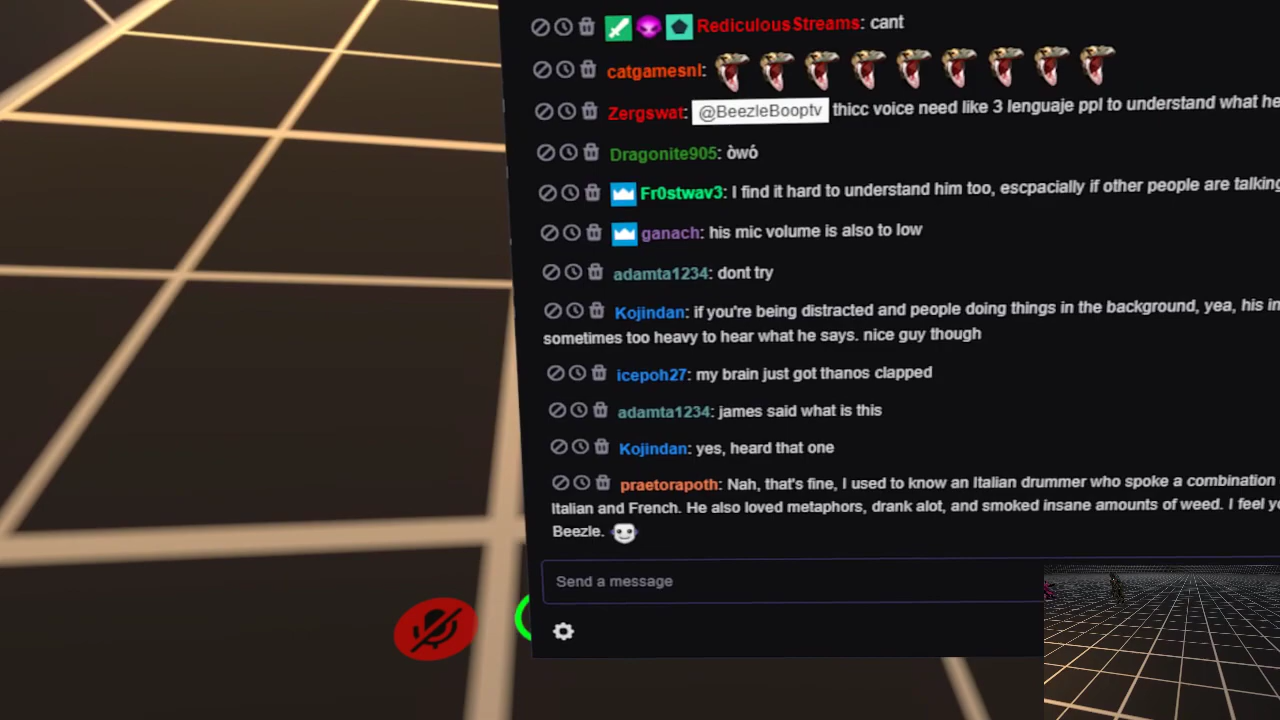 RediculousStreams: cant
catgamesnl:
Zergswat: @BeezleBooptv thicc voice need like 3 lenguaje ppl to understand what he
Dragonite905: òwó
Fr0stwav3: I find it hard to understand him too, escpacially if other people are talking
ganach: his mic volume is also to low
adamta1234: dont try
Kojindan: if you're being distracted and people doing things in the background, yea, his in
sometimes too heavy to hear what he says. nice guy though
icepoh27: my brain just got thanos clapped
adamta1234: james said what is this
Kojindan: yes, heard that one
praetorapoth: Nah, that's fine, I used to know an Italian drummer who spoke a combination
Italian and French. He also loved metaphors, drank alot, and smoked insane amounts of weed. I feel
Beezle.
Send a message